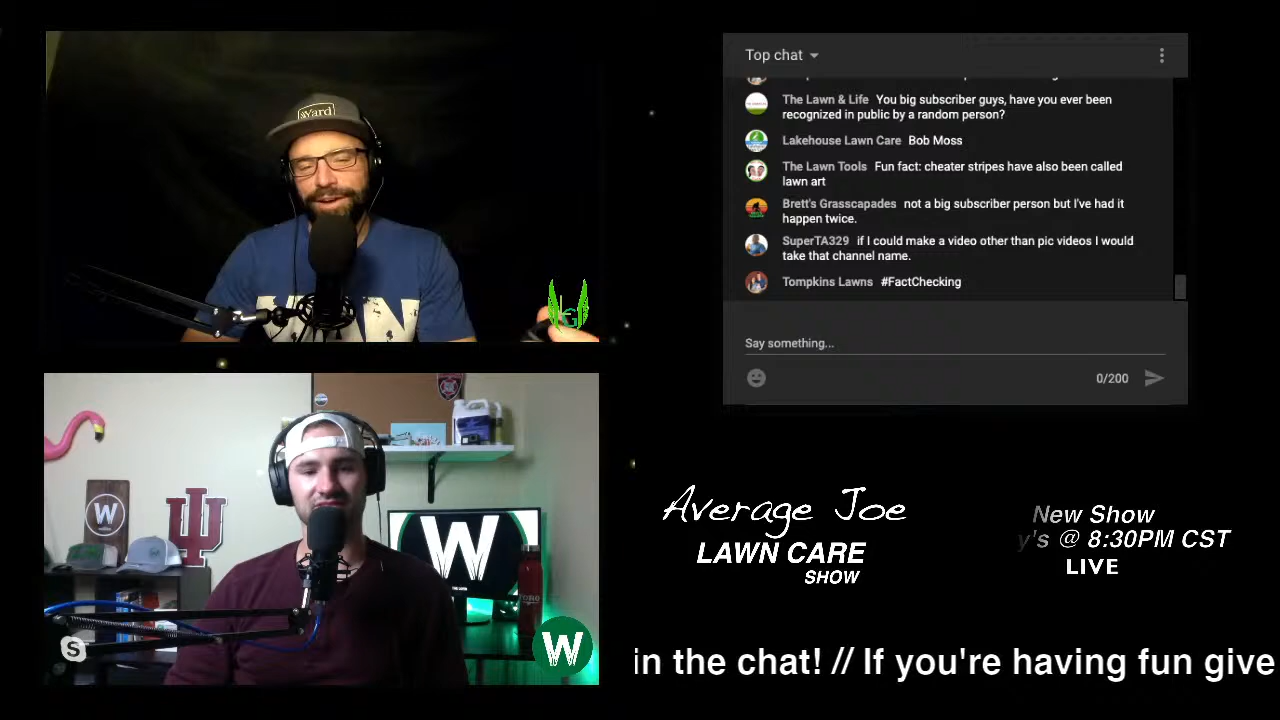 Ward
Top chat
The Lawn & Life You big subscriber guys, have you ever been
recognized in public by a random person?
Lakehouse Lawn Care Bob Moss
The Lawn Tools Fun fact: cheater stripes have also been called
lawn art
Brett's Grasscapades not a big subscriber person but I've had it
happen twice.
SuperTA329 if I could make a video other than pic videos I would
take that channel name.
Tompkins Lawns #FactChecking
Say something...
0/200
LG
W
IU
W
TORO
W
S
Average Joe
LAWN CARE
SHOW
New Show
y's @ 8:30PM CST
LIVE
in the chat! // If you're having fun give